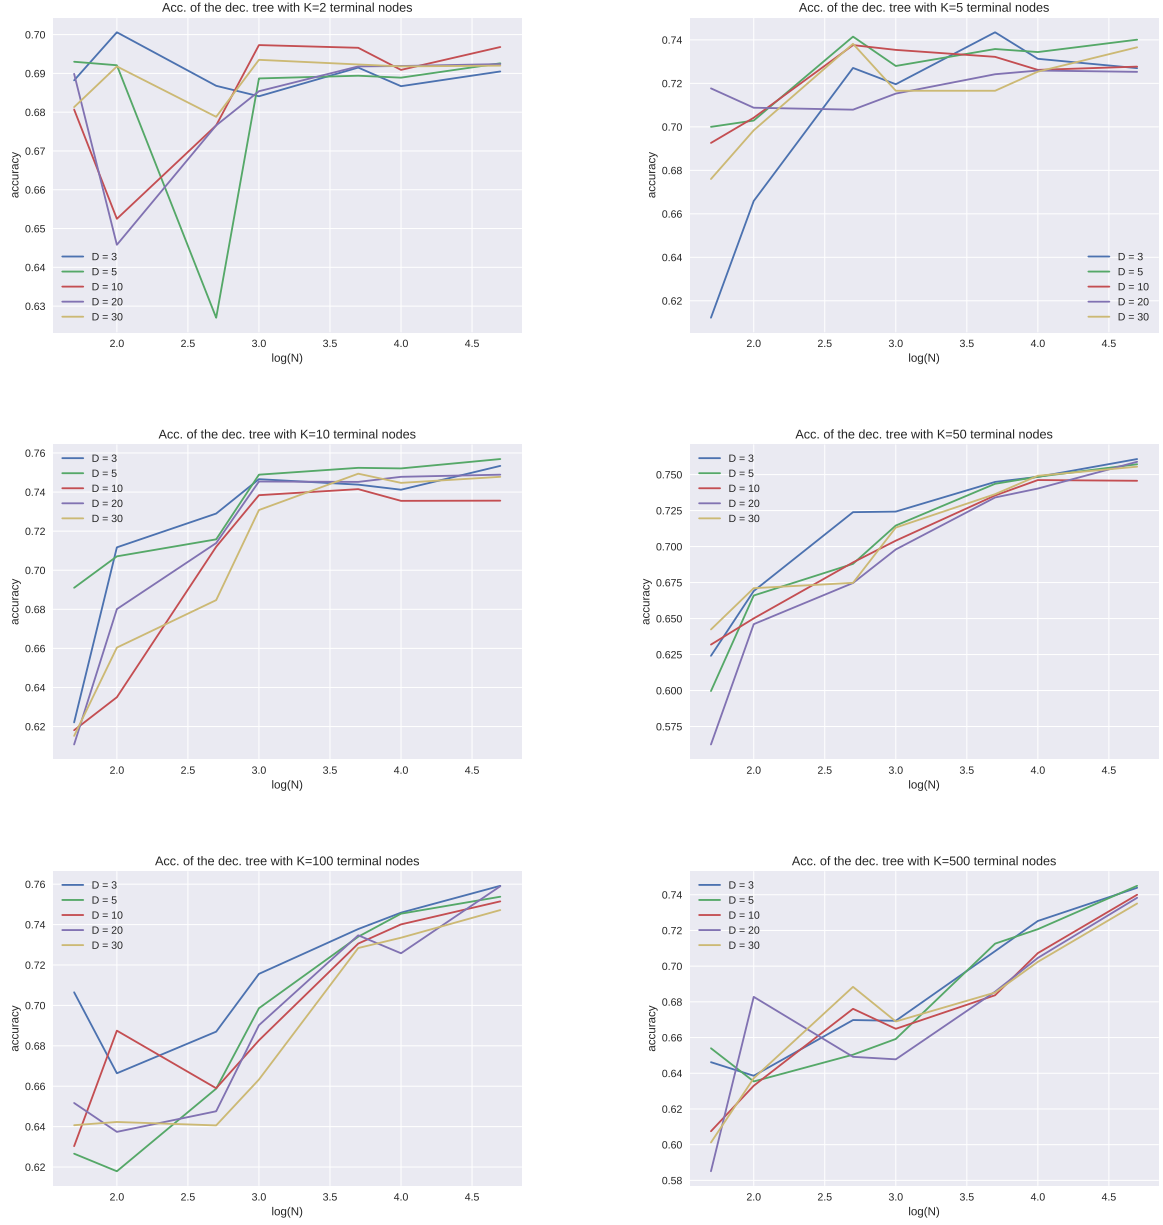 Acc. of the dec. tree with K=2 terminal nodes
accuracy
0.70
0.69
0.68
0.67
0.66
0.65
0.64
0.63
D = 3
D = 5
D = 10
D = 20
D = 30
2.0 2.5 3.0 3.5 4.0 4.5
log(N)
Acc. of the dec. tree with K=5 terminal nodes
accuracy
0.74
0.72
0.70
0.68
0.66
0.64
0.62
D = 3
D = 5
D = 10
D = 20
D = 30
2.0 2.5 3.0 3.5 4.0 4.5
log(N)
Acc. of the dec. tree with K=10 terminal nodes
accuracy
0.76
0.74
0.72
0.70
0.68
0.66
0.64
0.62
D = 3
D = 5
D = 10
D = 20
D = 30
2.0 2.5 3.0 3.5 4.0 4.5
log(N)
Acc. of the dec. tree with K=50 terminal nodes
accuracy
0.750
0.725
0.700
0.675
0.650
0.625
0.600
0.575
D = 3
D = 5
D = 10
D = 20
D = 30
2.0 2.5 3.0 3.5 4.0 4.5
log(N)
Acc. of the dec. tree with K=100 terminal nodes
accuracy
0.76
0.74
0.72
0.70
0.68
0.66
0.64
0.62
D = 3
D = 5
D = 10
D = 20
D = 30
2.0 2.5 3.0 3.5 4.0 4.5
log(N)
Acc. of the dec. tree with K=500 terminal nodes
accuracy
0.74
0.72
0.70
0.68
0.66
0.64
0.62
0.60
0.58
D = 3
D = 5
D = 10
D = 20
D = 30
2.0 2.5 3.0 3.5 4.0 4.5
log(N)